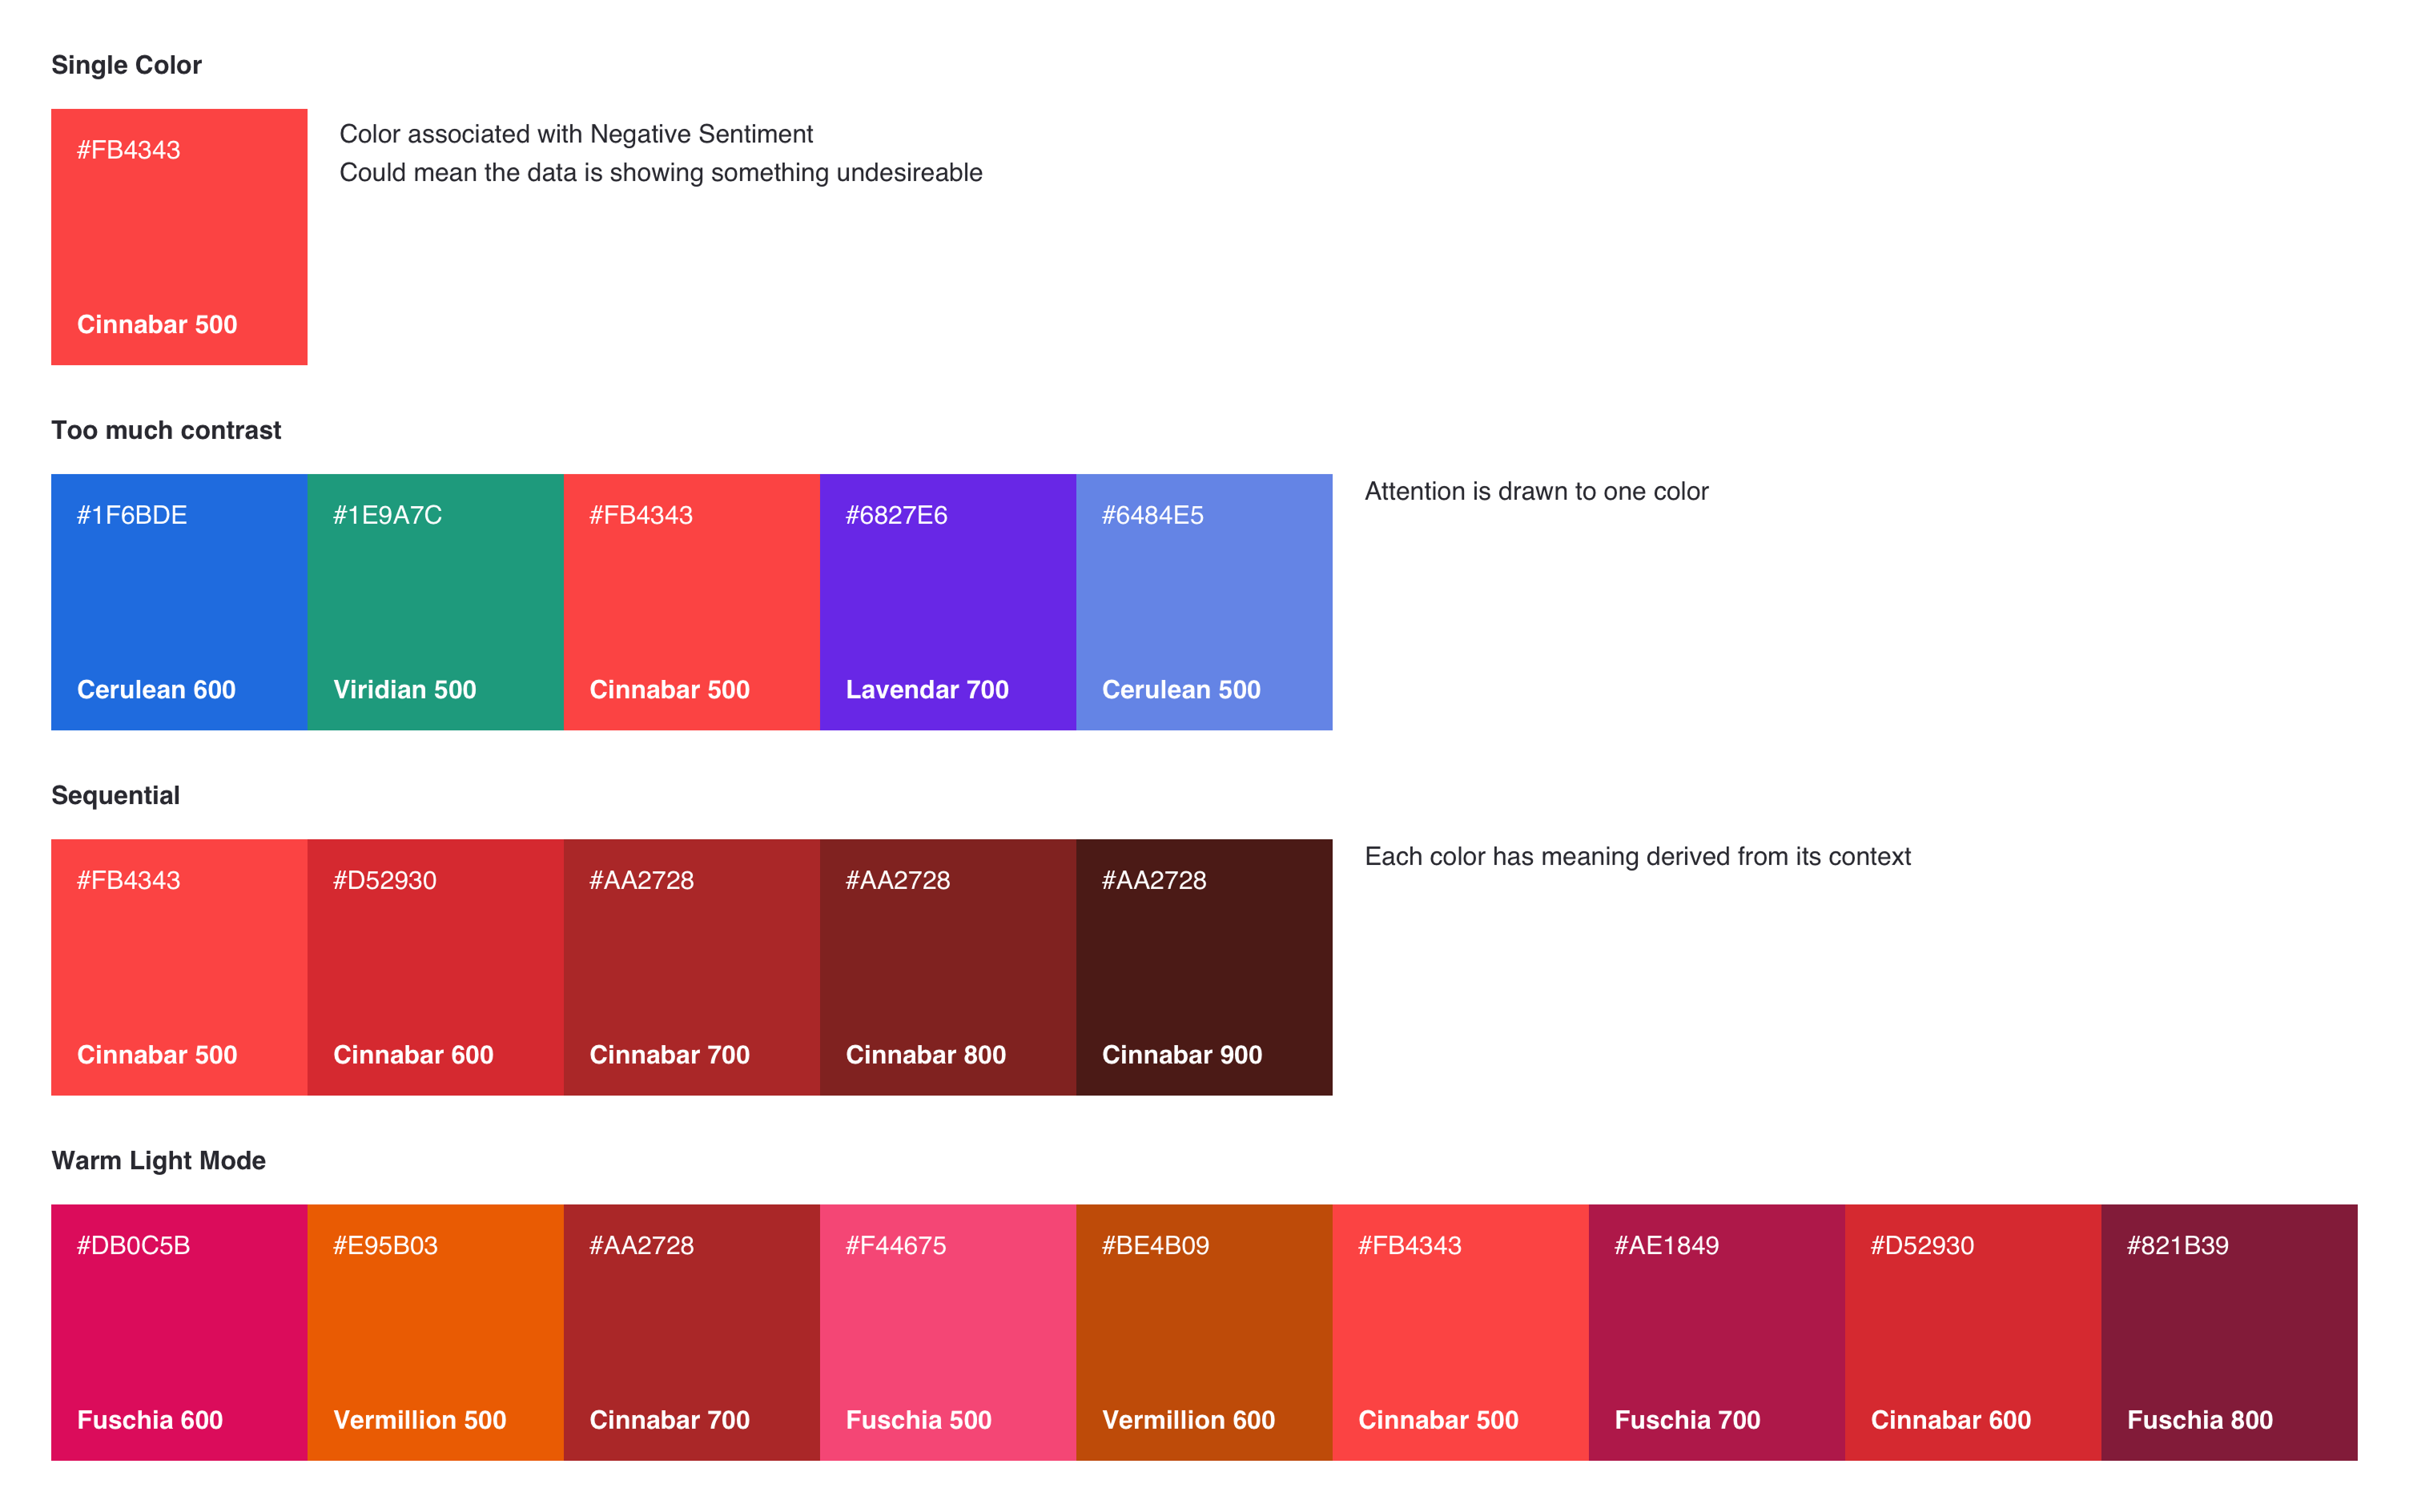 Single Color
#FB4343
Color associated with Negative Sentiment
Could mean the data is showing something undesireable
Cinnabar 500
Too much contrast
#1F6BDE #1E9A7C #FB4343 #6827E6 #6484E5
Attention is drawn to one color
Cerulean 600 Viridian 500 Cinnabar 500 Lavendar 700 Cerulean 500
Sequential
#FB4343 #D52930 #AA2728 #AA2728 #AA2728
Each color has meaning derived from its context
Cinnabar 500 Cinnabar 600 Cinnabar 700 Cinnabar 800 Cinnabar 900
Warm Light Mode
#DB0C5B #E95B03 #AA2728 #F44675 #BE4B09 #FB4343 #AE1849 #D52930 #821B39
Fuschia 600 Vermillion 500 Cinnabar 700 Fuschia 500 Vermillion 600 Cinnabar 500 Fuschia 700 Cinnabar 600 Fuschia 800